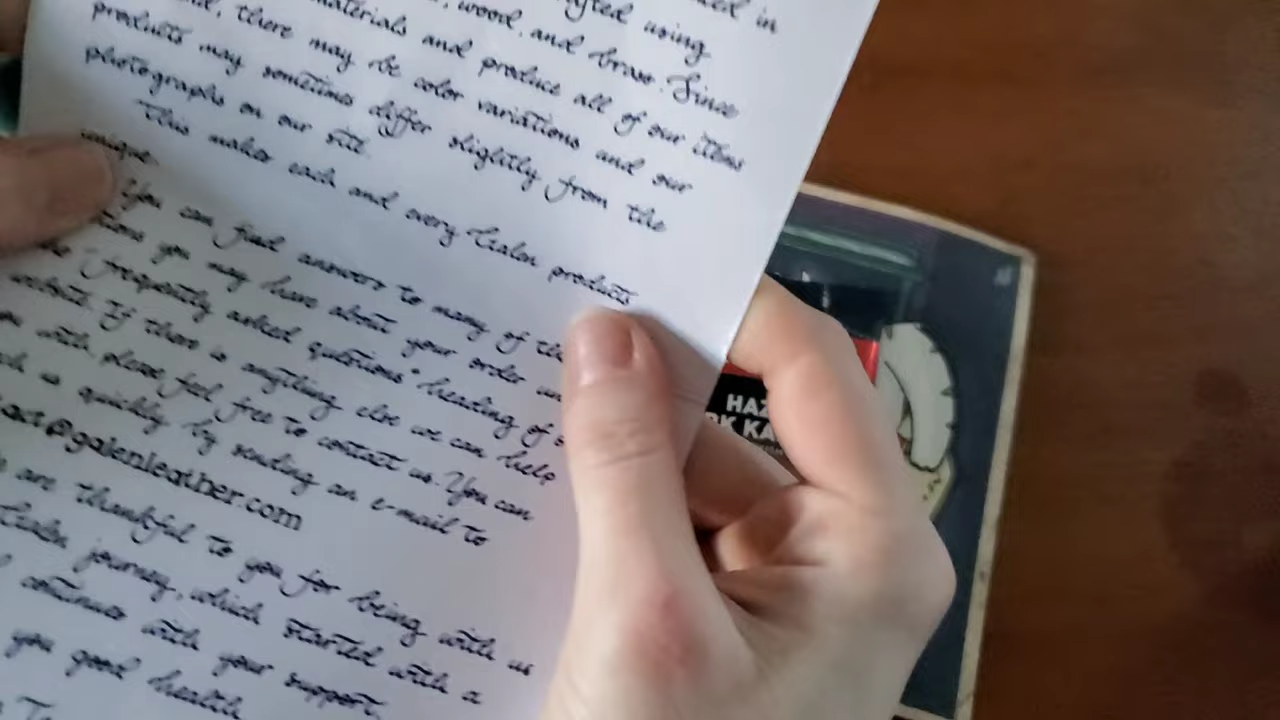 in
using
wood, and brass. Since
materials and produce all of our items
there may be color variations and our
products may sometimes differ slightly from the
photographs on our site.
This makes each and every Galen products
unique.
You can find answers to many of
you may have about your order
frequently asked questions" heading of
website. If there is anything else we can help
with, please feel free to contact us. You can
us quickly by sending an e-mail to
@galenleather.com
are thankful to you for being with us
Galen journey, which started with a
continues with your support.
you good health
HAZ
RK KA